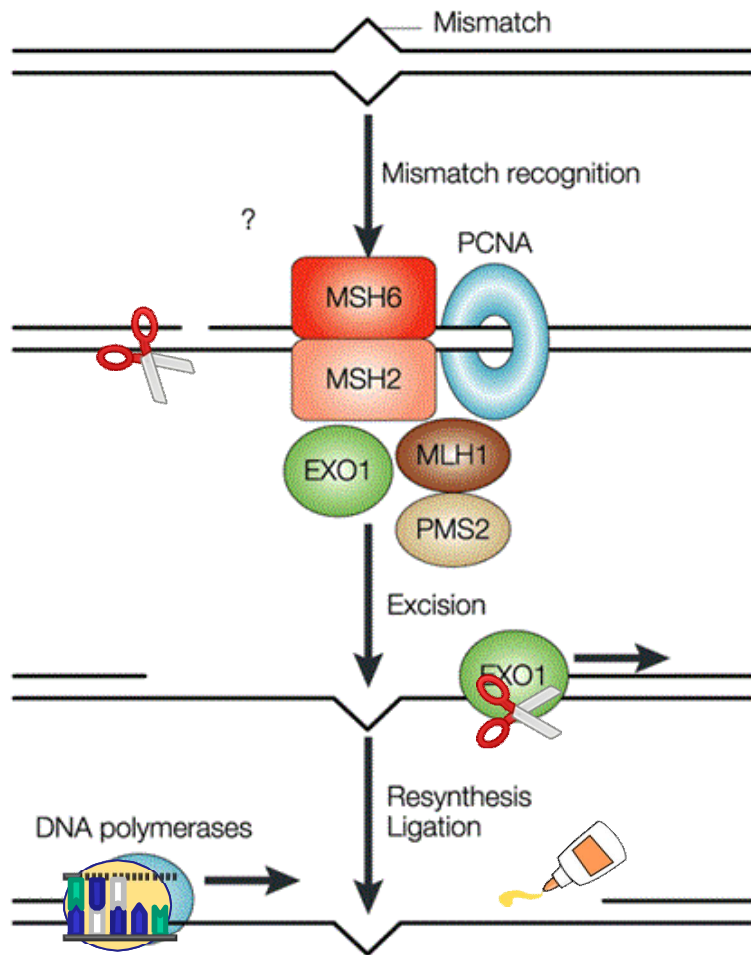 Mismatch
Mismatch recognition
?
PCNA
MSH6
MSH2
EXO1
MLH1
PMS2
Excision
EXO1
Resynthesis
Ligation
DNA polymerases